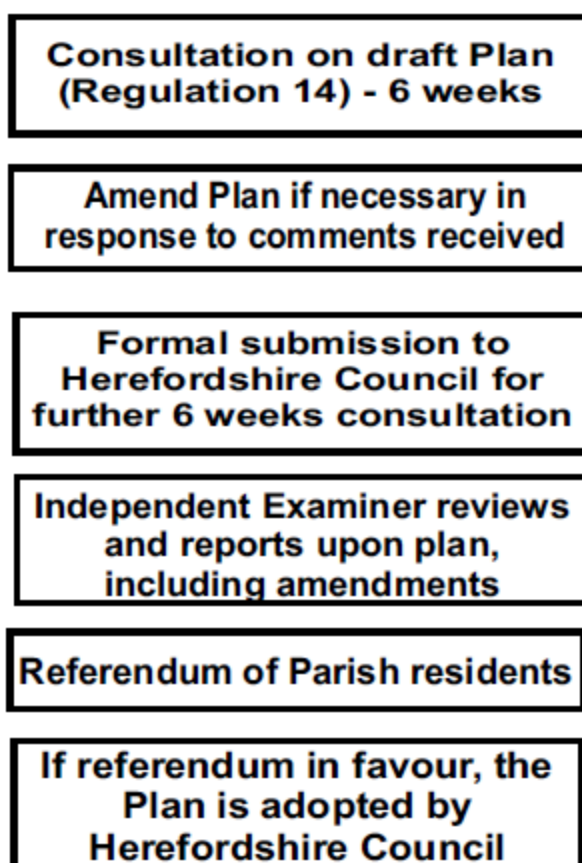 Consultation on draft Plan
(Regulation 14) - 6 weeks
Amend Plan if necessary in
response to comments received
Formal submission to
Herefordshire Council for
further 6 weeks consultation
Independent Examiner reviews
and reports upon plan,
including amendments
Referendum of Parish residents
If referendum in favour, the
Plan is adopted by
Herefordshire Council